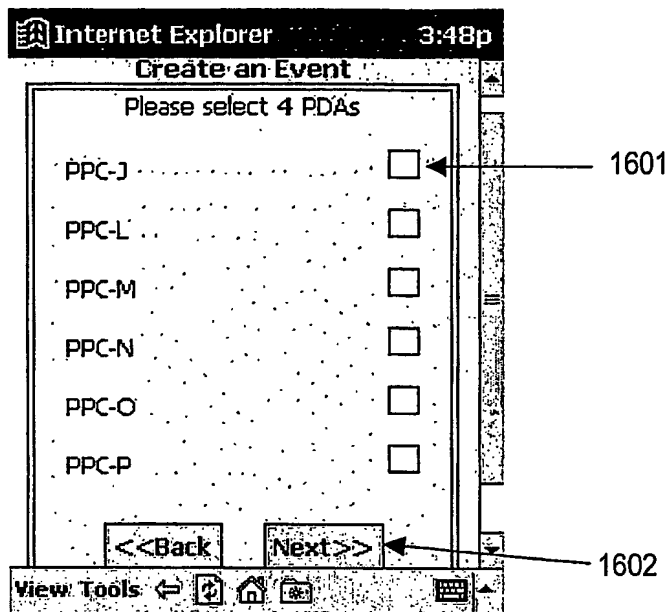 Internet Explorer 3:48p
Create an Event
Please select 4 PDAs
PPC-J 1601
PPC-L
PPC-M
PPC-N
PPC-O
PPC-P
<<Back Next>> 1602
View Tools